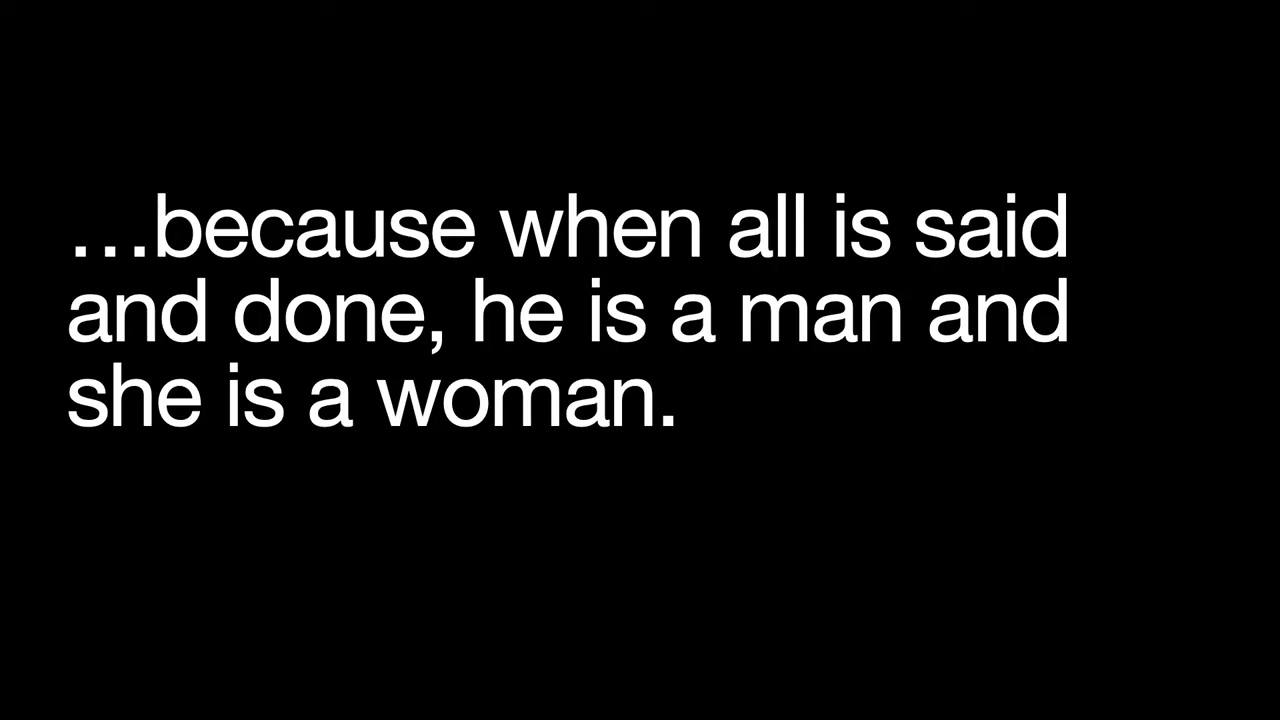 …because when all is said
and done, he is a man and
she is a woman.